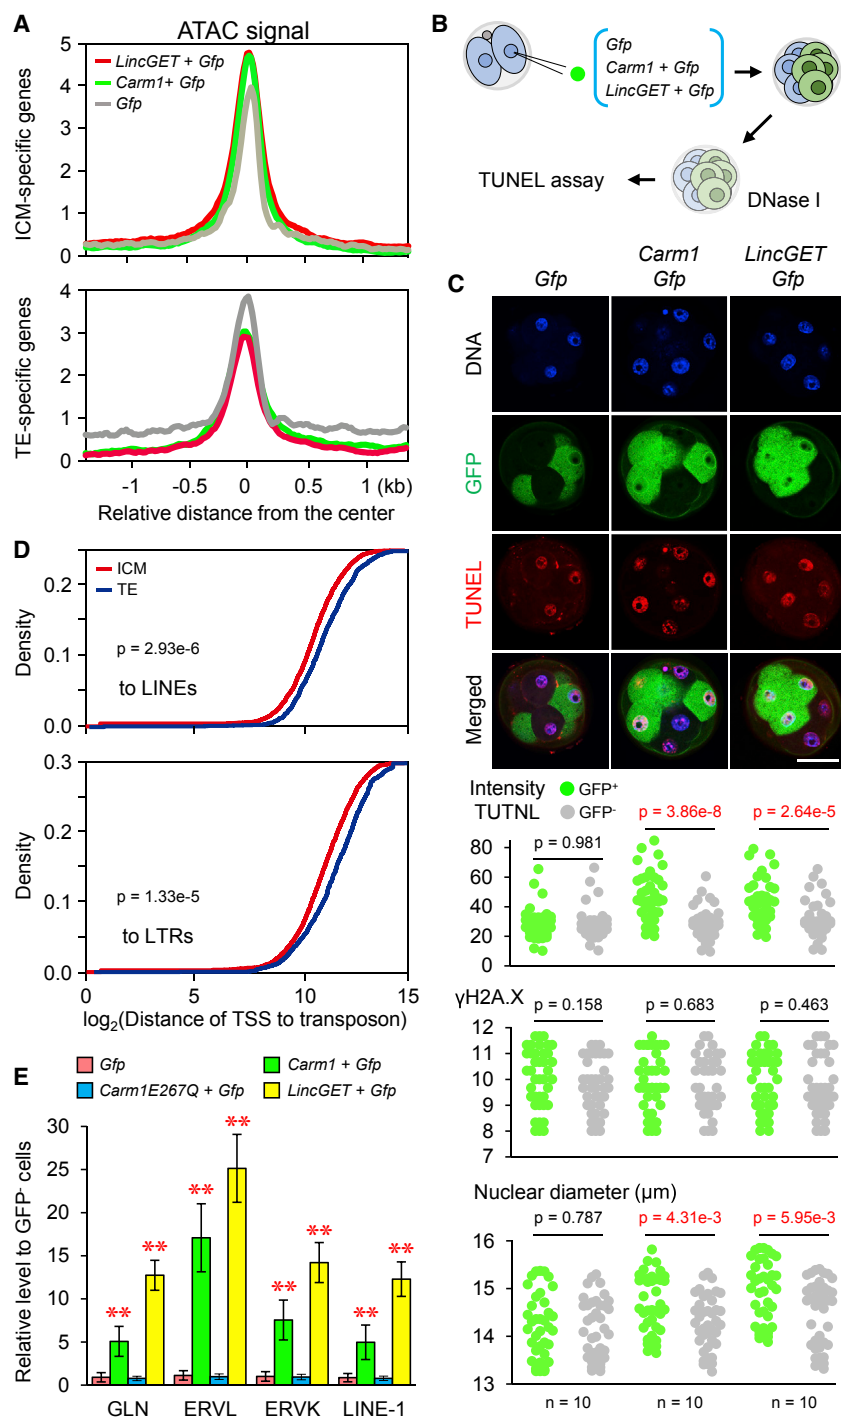 A
ATAC signal
ICM-specific genes
5
4
3
2
1
0
LincGET + Gfp
Carm1+ Gfp
Gfp
TE-specific genes
4
3
2
1
0
-1
-0.5
0
0.5
1 (kb)
Relative distance from the center
B
Gfp
Carm1 + Gfp
LincGET + Gfp
TUNEL assay
DNase I
C
Gfp
Carm1
Gfp
LincGET
Gfp
DNA
GFP
TUNEL
Merged
Intensity
TUTNL
GFP+
GFP-
p = 0.981
p = 3.86e-8
p = 2.64e-5
80
60
40
20
0
γH2A.X
p = 0.158
p = 0.683
p = 0.463
12
11
10
9
8
7
Nuclear diameter (μm)
p = 0.787
p = 4.31e-3
p = 5.95e-3
16
15
14
13
n = 10
n = 10
n = 10
D
Density
0.2
0.1
0.0
ICM
TE
p = 2.93e-6
to LINEs
Density
0.3
0.2
0.1
0.0
p = 1.33e-5
to LTRs
0
5
10
15
log2(Distance of TSS to transposon)
E
Gfp
Carm1 + Gfp
Carm1E267Q + Gfp
LincGET + Gfp
Relative level to GFP- cells
30
25
20
15
10
5
0
**
**
**
**
**
**
**
**
GLN
ERVL
ERVK
LINE-1